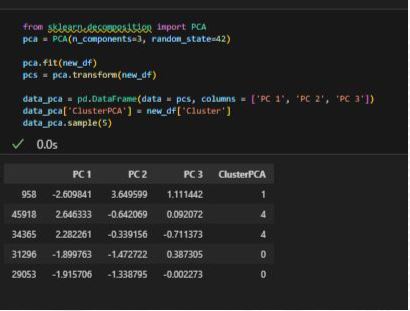 from sklearn.decomposition import PCA
pca = PCA(n_components=3, random_state=42)
pca.fit(new_df)
pcs = pca.transform(new_df)
data_pca = pd.DataFrame(data = pcs, columns = ['PC 1', 'PC 2', 'PC 3'])
data_pca['ClusterPCA'] = new_df['Cluster']
data_pca.sample(5)
✓ 0.0s
PC 1 PC 2 PC 3 ClusterPCA
958 -2.609841 3.649599 1.111442 1
45918 2.646333 -0.642069 0.092072 4
34365 2.282261 -0.339156 -0.711373 4
31296 -1.899763 -1.472722 0.387305 0
29053 -1.915706 -1.338795 -0.002273 0